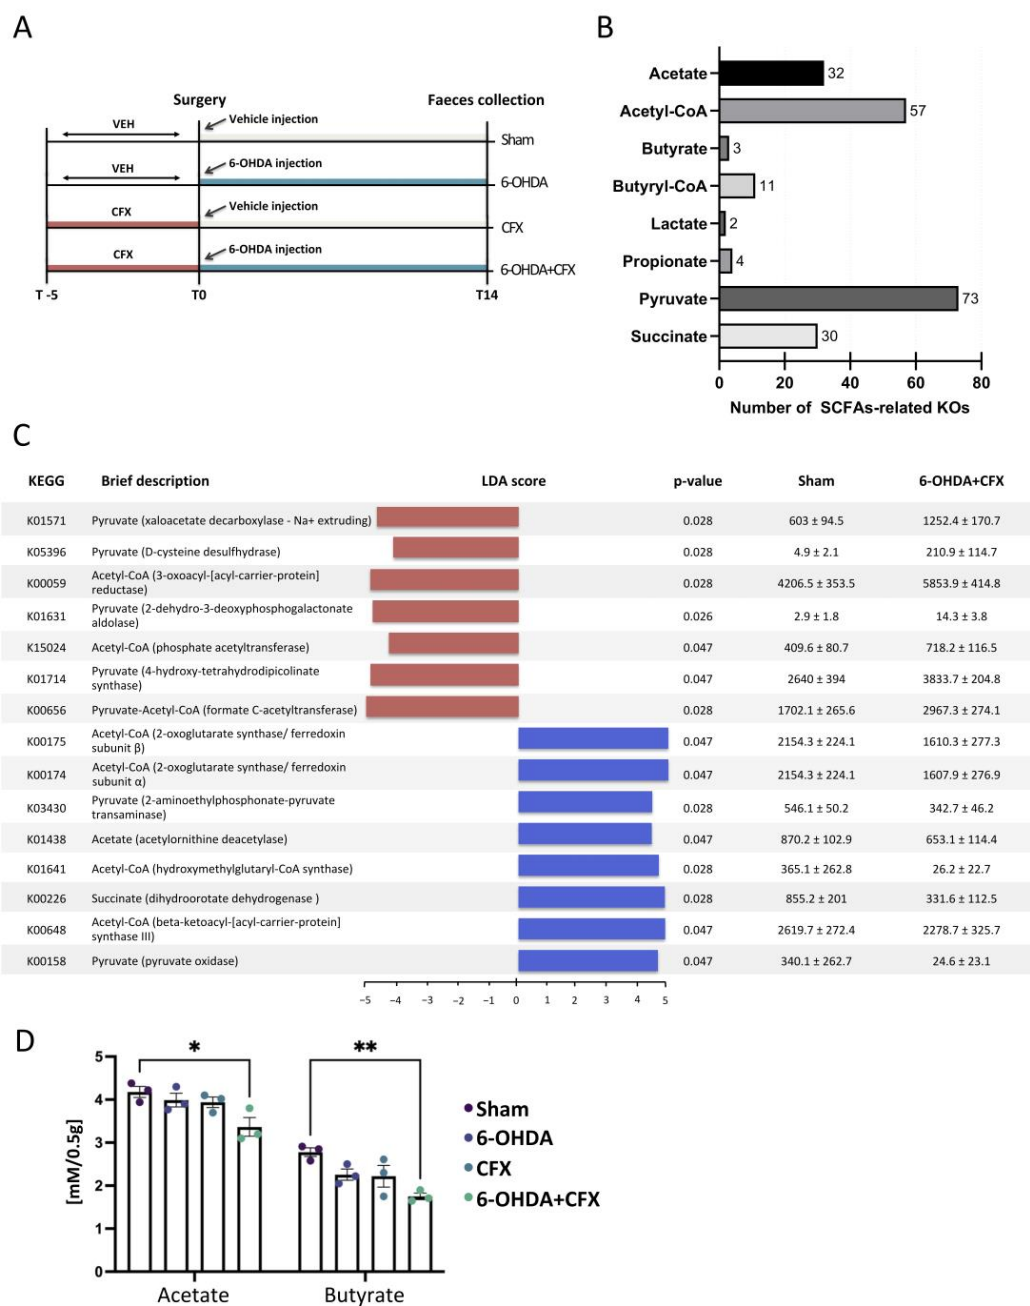 A
Surgery
Faeces collection
VEH
Vehicle injection
Sham
VEH
6-OHDA injection
6-OHDA
CFX
Vehicle injection
CFX
CFX
6-OHDA injection
6-OHDA+CFX
T -5
T0
T14
B
Acetate
32
Acetyl-CoA
57
Butyrate
3
Butyryl-CoA
11
Lactate
2
Propionate
4
Pyruvate
73
Succinate
30
0 20 40 60 80
Number of SCFAs-related KOs
C
KEGG Brief description LDA score p-value Sham 6-OHDA+CFX
K01571 Pyruvate (xaloacetate decarboxylase - Na+ extruding) 0.028 603 ± 94.5 1252.4 ± 170.7
K05396 Pyruvate (D-cysteine desulfhydrase) 0.028 4.9 ± 2.1 210.9 ± 114.7
K00059 Acetyl-CoA (3-oxoacyl-[acyl-carrier-protein]
reductase) 0.028 4206.5 ± 353.5 5853.9 ± 414.8
K01631 Pyruvate (2-dehydro-3-deoxyphosphogalactonate
aldolase) 0.026 2.9 ± 1.8 14.3 ± 3.8
K15024 Acetyl-CoA (phosphate acetyltransferase) 0.047 409.6 ± 80.7 718.2 ± 116.5
K01714 Pyruvate (4-hydroxy-tetrahydrodipicolinate
synthase) 0.047 2640 ± 394 3833.7 ± 204.8
K00656 Pyruvate-Acetyl-CoA (formate C-acetyltransferase) 0.028 1702.1 ± 265.6 2967.3 ± 274.1
K00175 Acetyl-CoA (2-oxoglutarate synthase/ ferredoxin
subunit β) 0.047 2154.3 ± 224.1 1610.3 ± 277.3
K00174 Acetyl-CoA (2-oxoglutarate synthase/ ferredoxin
subunit α) 0.047 2154.3 ± 224.1 1607.9 ± 276.9
K03430 Pyruvate (2-aminoethylphosphonate-pyruvate
transaminase) 0.028 546.1 ± 50.2 342.7 ± 46.2
K01438 Acetate (acetylornithine deacetylase) 0.047 870.2 ± 102.9 653.1 ± 114.4
K01641 Acetyl-CoA (hydroxymethylglutaryl-CoA synthase) 0.028 365.1 ± 262.8 26.2 ± 22.7
K00226 Succinate (dihydroorotate dehydrogenase ) 0.028 855.2 ± 201 331.6 ± 112.5
K00648 Acetyl-CoA (beta-ketoacyl-[acyl-carrier-protein]
synthase III) 0.047 2619.7 ± 272.4 2278.7 ± 325.7
K00158 Pyruvate (pyruvate oxidase) 0.047 340.1 ± 262.7 24.6 ± 23.1
−5 −4 −3 −2 −1 0 1 2 3 4 5
D
[mM/0.5g]
5
4
3
2
1
0
*
**
Acetate
Butyrate
Sham
6-OHDA
CFX
6-OHDA+CFX